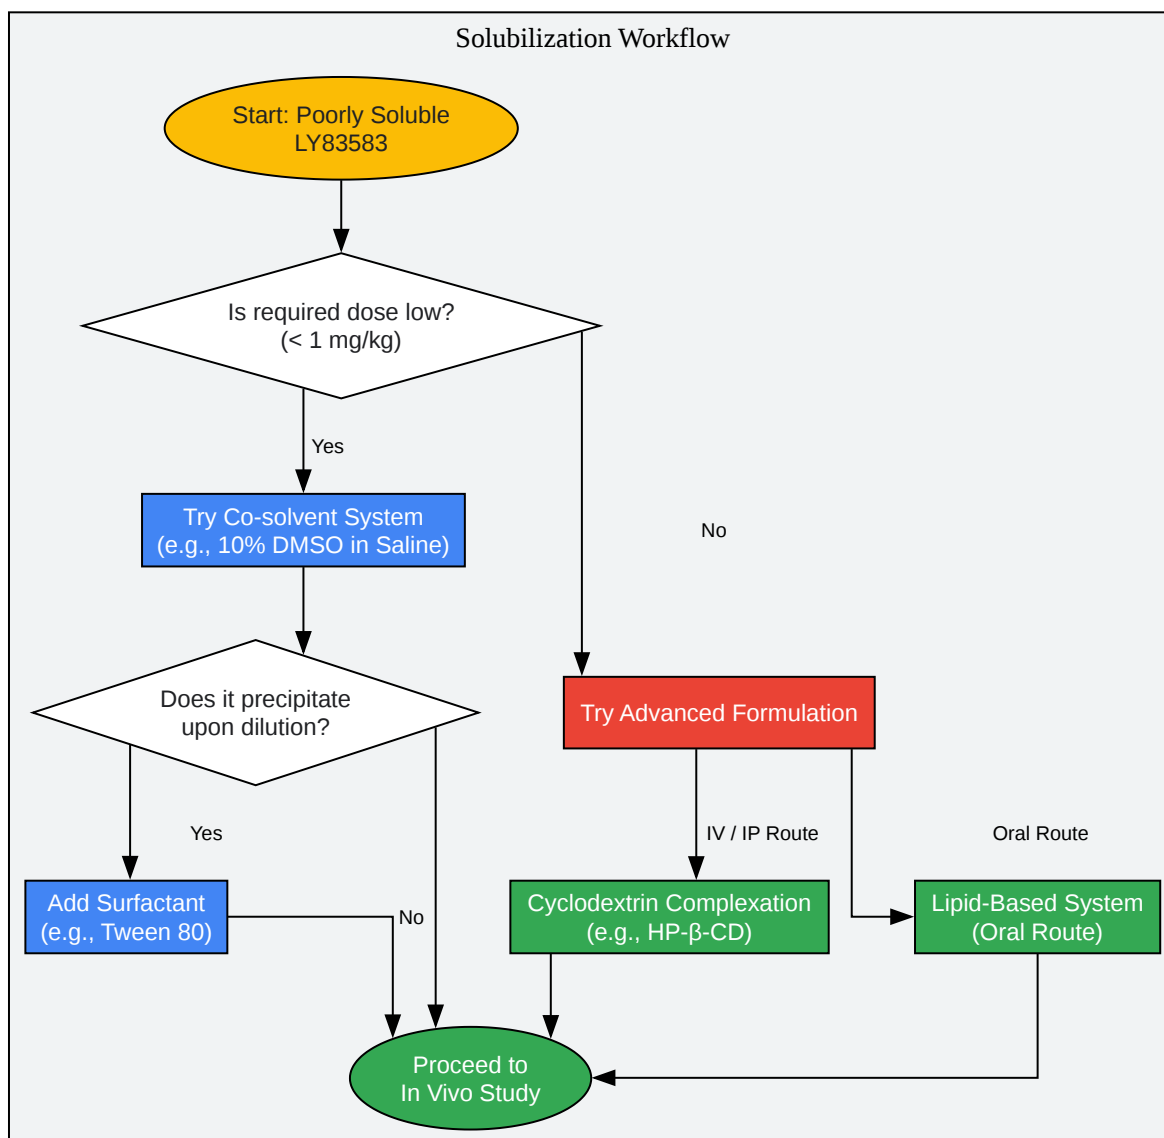 Solubilization Workflow
Start: Poorly Soluble
LY83583
Is required dose low?
(< 1 mg/kg)
Yes
No
Try Co-solvent System
(e.g., 10% DMSO in Saline)
Does it precipitate
upon dilution?
Try Advanced Formulation
Yes
No
IV / IP Route
Oral Route
Add Surfactant
(e.g., Tween 80)
Cyclodextrin Complexation
(e.g., HP-β-CD)
Lipid-Based System
(Oral Route)
Proceed to
In Vivo Study